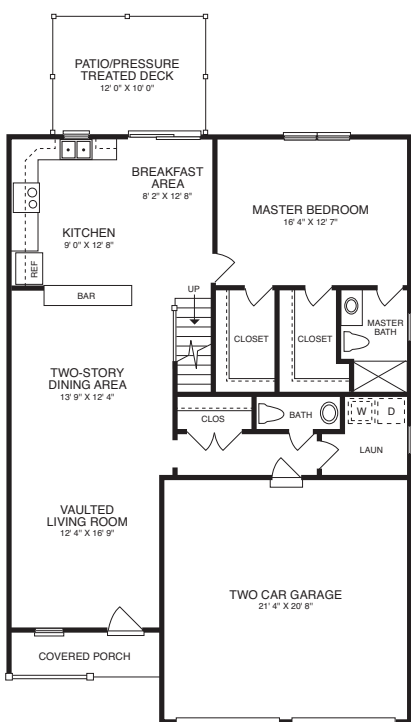 PATIO/PRESSURE
TREATED DECK
12' 0" X 10' 0"
BREAKFAST
AREA
8' 2" X 12' 8"
MASTER BEDROOM
16' 4" X 12' 7"
KITCHEN
9' 0" X 12' 8"
REF
BAR
UP
CLOSET
CLOSET
MASTER
BATH
TWO-STORY
DINING AREA
13' 9" X 12' 4"
CLOS
BATH
W
D
LAUN
VAULTED
LIVING ROOM
12' 4" X 16' 9"
TWO CAR GARAGE
21' 4" X 20' 8"
COVERED PORCH